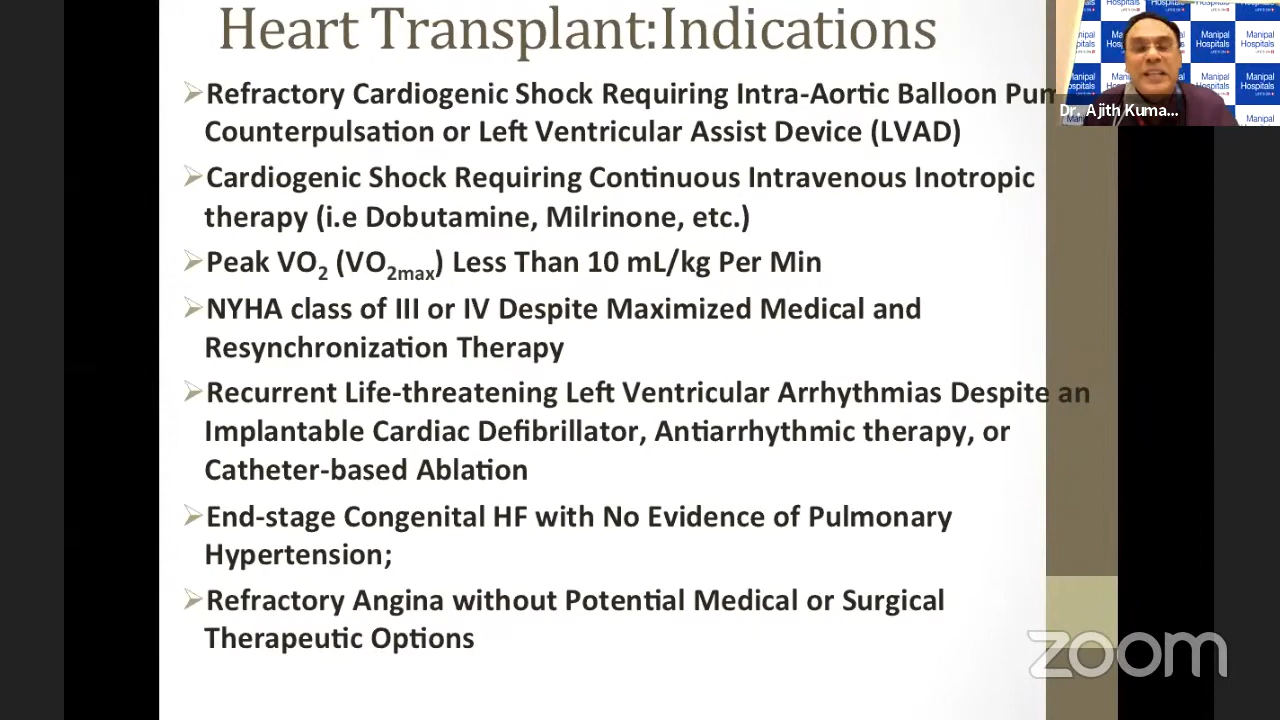 Heart Transplant:Indications
➢Refractory Cardiogenic Shock Requiring Intra-Aortic Balloon
Counterpulsation or Left Ventricular Assist Device (LVAD)
➢Cardiogenic Shock Requiring Continuous Intravenous Inotropic
therapy (i.e Dobutamine, Milrinone, etc.)
➢Peak VO2 (VO2max) Less Than 10 mL/kg Per Min
➢NYHA class of III or IV Despite Maximized Medical and
Resynchronization Therapy
➢Recurrent Life-threatening Left Ventricular Arrhythmias Despite an
Implantable Cardiac Defibrillator, Antiarrhythmic therapy, or
Catheter-based Ablation
➢End-stage Congenital HF with No Evidence of Pulmonary
Hypertension;
➢Refractory Angina without Potential Medical or Surgical
Therapeutic Options
Manipal
Hospitals
Dr. Ajith Kuma...
zoom